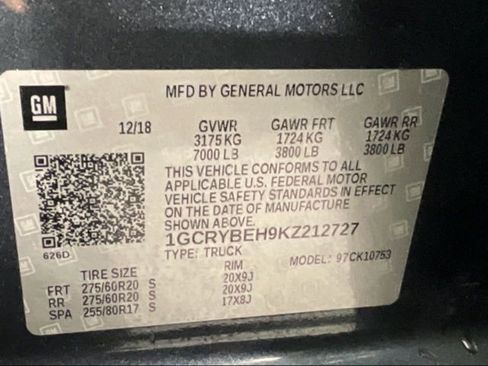 GM
MFD BY GENERAL MOTORS LLC
12/18 GVWR GAWR FRT GAWR RR
3175 KG 1724 KG 1724 KG
7000 LB 3800 LB 3800 LB
THIS VEHICLE CONFORMS TO ALL
APPLICABLE U.S. FEDERAL MOTOR
VEHICLE SAFETY STANDARDS IN EFFECT
ON THE DATE OF MANUFACTURE
SHOWN ABOVE.
1GCRYBEH9KZ212727
626D
TYPE: TRUCK MODEL: 97CK10753
TIRE SIZE RIM
FRT 275/60R20 S 20X9J
RR 275/60R20 S 20X9J
SPA 255/80R17 S 17X8J